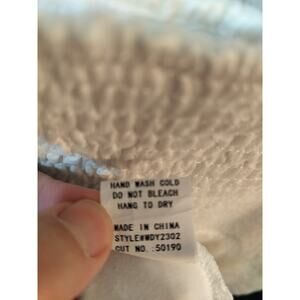 HAND WASH COLD
DO NOT BLEACH
HANG TO DRY
MADE IN CHINA
STYLE#WDY2302
CUT NO.:50190